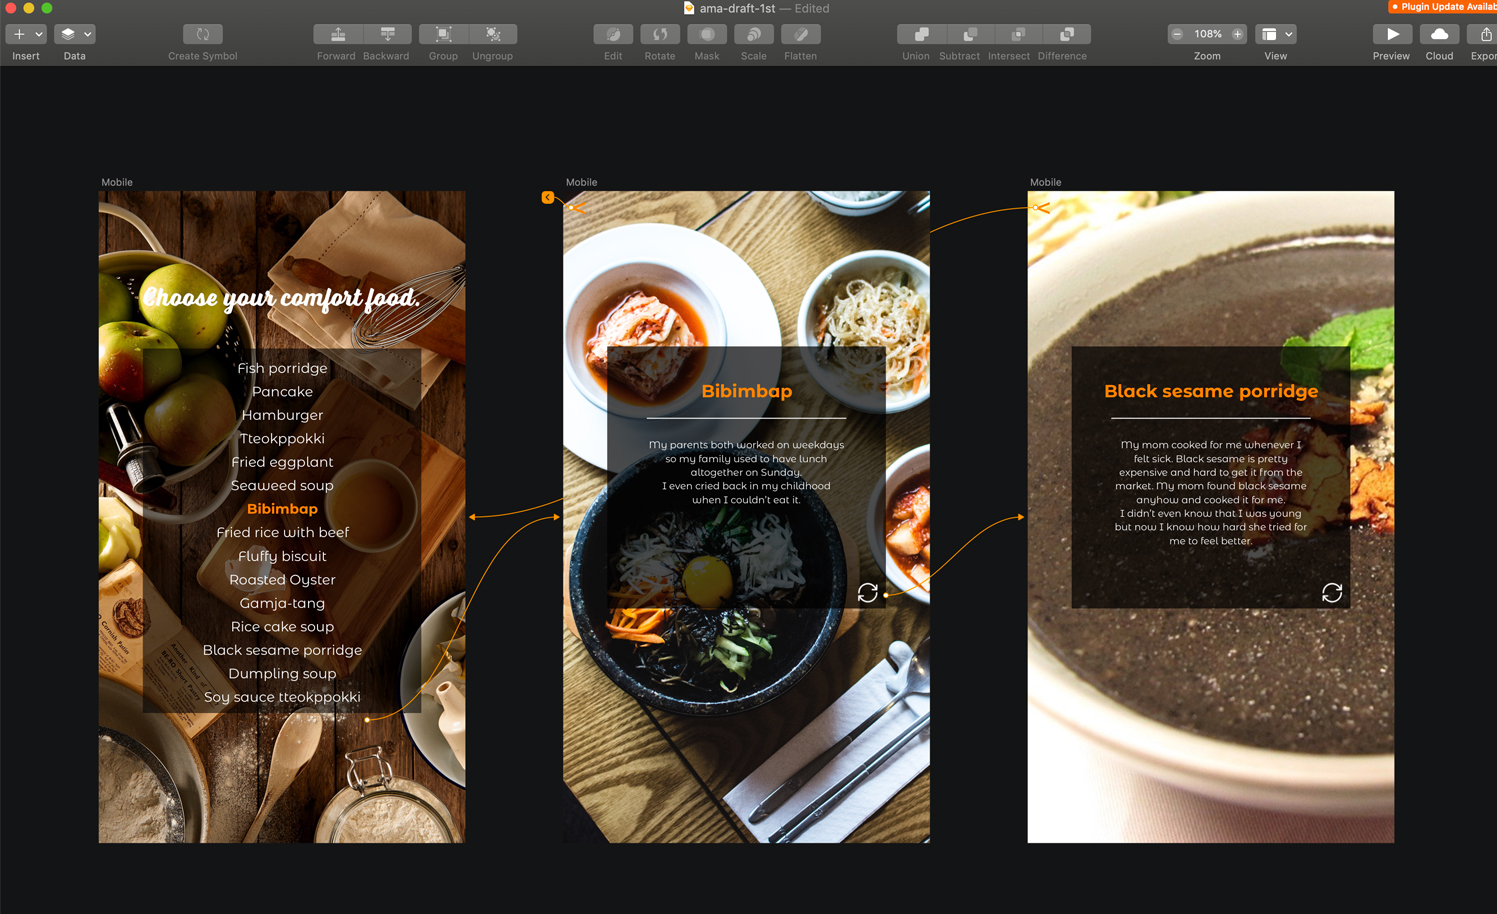 ama-draft-1st — Edited
Plugin Update Availab
108%
Insert
Data
Create Symbol
Forward
Backward
Group
Ungroup
Edit
Rotate
Mask
Scale
Flatten
Union
Subtract
Intersect
Difference
Zoom
View
Preview
Cloud
Expor
Mobile
Choose your comfort food.
Fish porridge
Pancake
Hamburger
Tteokppokki
Fried eggplant
Seaweed soup
Bibimbap
Fried rice with beef
Fluffy biscuit
Roasted Oyster
Gamja-tang
Rice cake soup
Black sesame porridge
Dumpling soup
Soy sauce tteokppokki
Mobile
Bibimbap
My parents both worked on weekdays
so my family used to have lunch
altogether on Sunday.
I even cried back in my childhood
when I couldn't eat it.
Mobile
Black sesame porridge
My mom cooked for me whenever I
felt sick. Black sesame is pretty
expensive and hard to get it from the
market. My mom found black sesame
anyhow and cooked it for me.
I didn't even know that I was young
but now I know how hard she tried for
me to feel better.